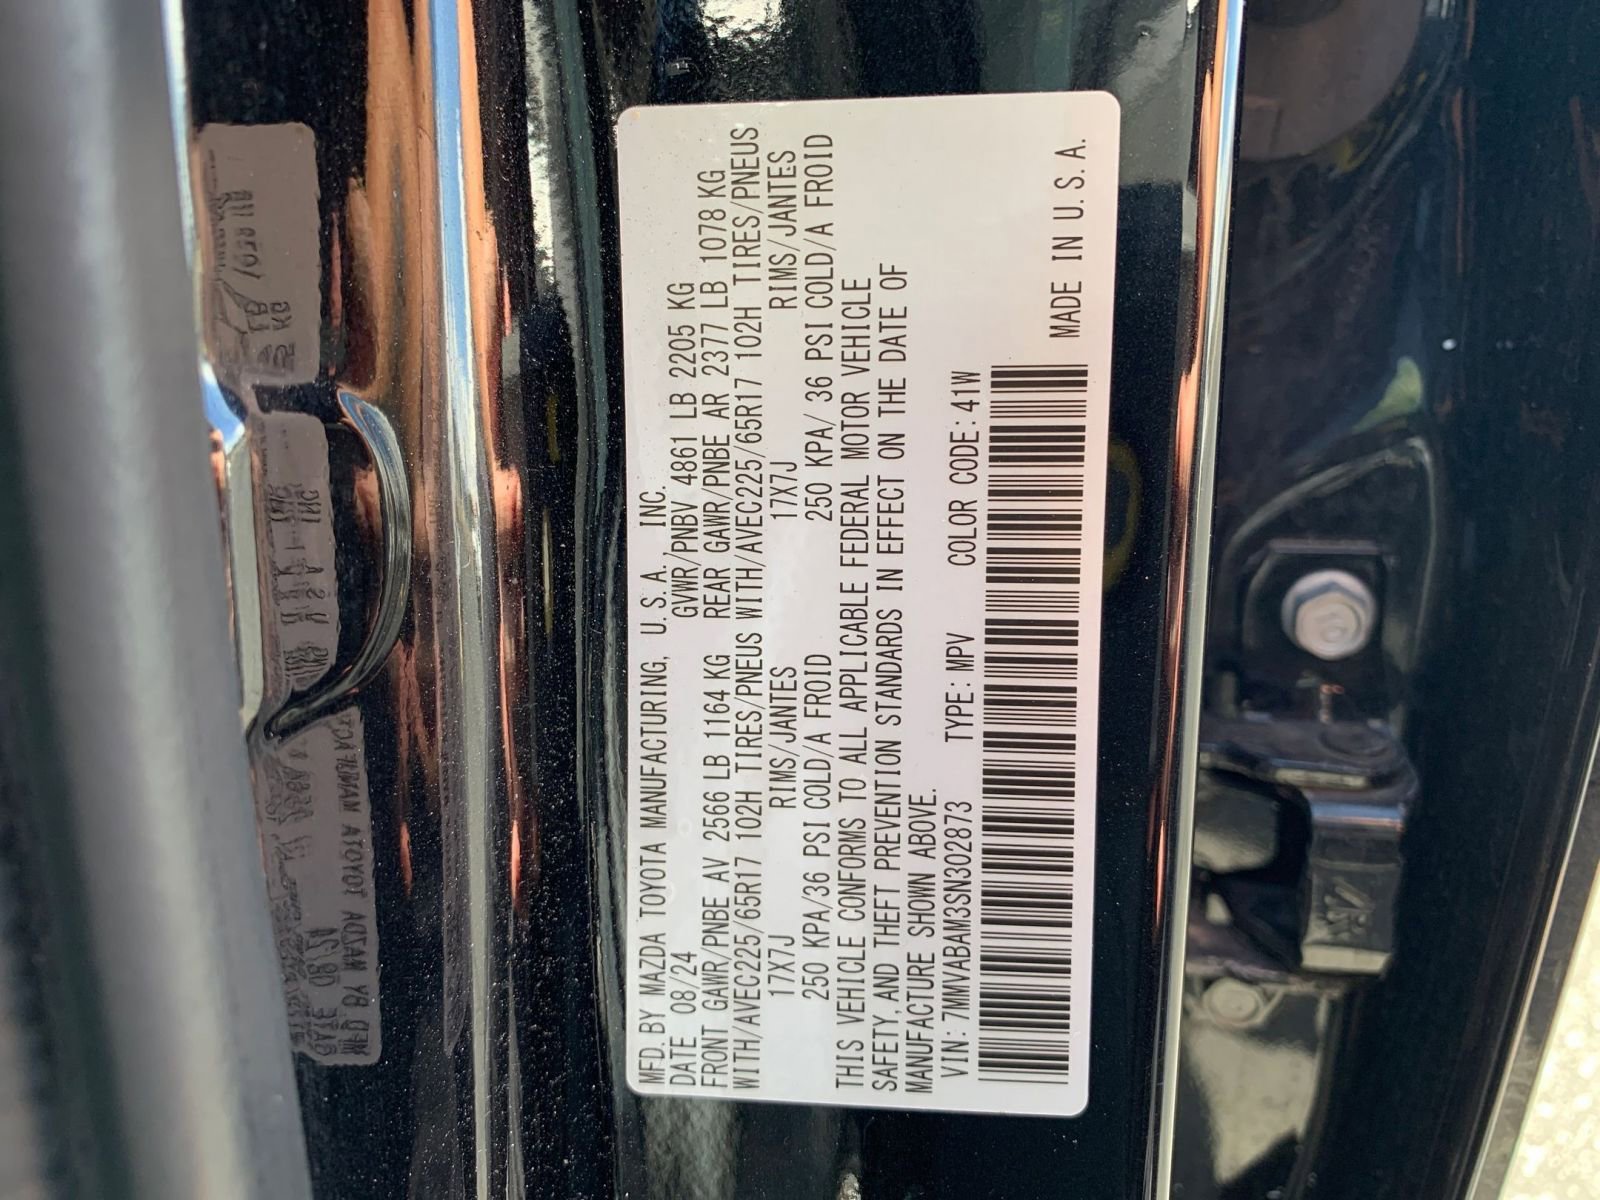 MFD. BY MAZDA TOYOTA MANUFACTURING, U. S. A., INC.
DATE 08/24 GVWR/PNBV 4861 LB 2205 KG
FRONT GAWR/PNBE AV 2566 LB 1164 KG REAR GAWR/PNBE AR 2377 LB 1078 KG
WITH/AVEC225/65R17 102H TIRES/PNEUS WITH/AVEC225/65R17 102H TIRES/PNEUS
17X7J RIMS/JANTES 17X7J RIMS/JANTES
250 KPA/36 PSI COLD/A FROID 250 KPA/ 36 PSI COLD/A FROID
THIS VEHICLE CONFORMS TO ALL APPLICABLE FEDERAL MOTOR VEHICLE
SAFETY, AND THEFT PREVENTION STANDARDS IN EFFECT ON THE DATE OF
MANUFACTURE SHOWN ABOVE.
VIN: 7MMVABAM3SN302873 TYPE: MPV COLOR CODE: 41W
MADE IN U. S. A.